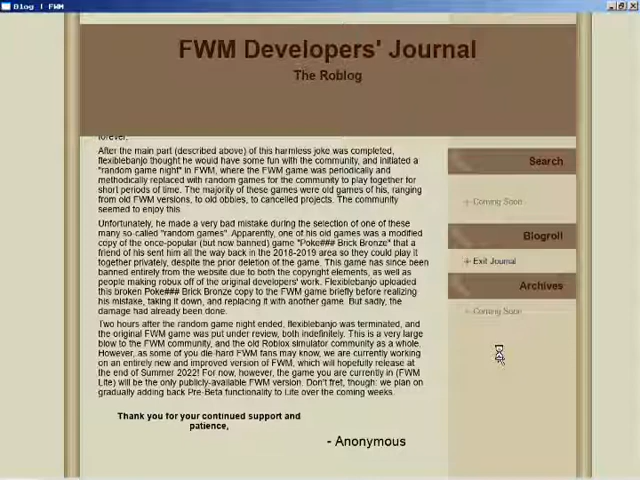 Blog | FWM
FWM Developers' Journal
The Roblog
forever.
After the main part (described above) of this harmless joke was completed,
flexiblebanjo thought he would have some fun with the community, and initiated a
"random game night" in FWM, where the FWM game was periodically and
methodically replaced with random games for the community to play together for
short periods of time. The majority of these games were old games of his, ranging
from old FWM versions, to old obbies, to cancelled projects. The community
seemed to enjoy this.
Unfortunately, he made a very bad mistake during the selection of one of these
many so-called "random games". Apparently, one of his old games was a modified
copy of the once-popular (but now banned) game "Poke### Brick Bronze" that a
friend of his sent him all the way back in the 2018-2019 area so they could play it
together privately, despite the prior deletion of the game. This game has since been
banned entirely from the website due to both the copyright elements, as well as
people making robux off of the original developers' work. Flexiblebanjo uploaded
this broken Poke### Brick Bronze copy to the FWM game briefly before realizing
his mistake, taking it down, and replacing it with another game. But sadly, the
damage had already been done.
Two hours after the random game night ended, flexiblebanjo was terminated, and
the original FWM game was put under review, both indefinitely. This is a very large
blow to the FWM community, and the old Roblox simulator community as a whole.
However, as some of you die-hard FWM fans may know, we are currently working
on an entirely new and improved version of FWM, which will hopefully release at
the end of Summer 2022! For now, however, the game you are currently in (FWM
Lite) will be the only publicly-available FWM version. Don't fret, though: we plan on
gradually adding back Pre-Beta functionality to Life over the coming weeks.
Thank you for your continued support and
patience,
- Anonymous
Search
Coming Soon
Blogroll
Exit Journal
Archives
Coming Soon